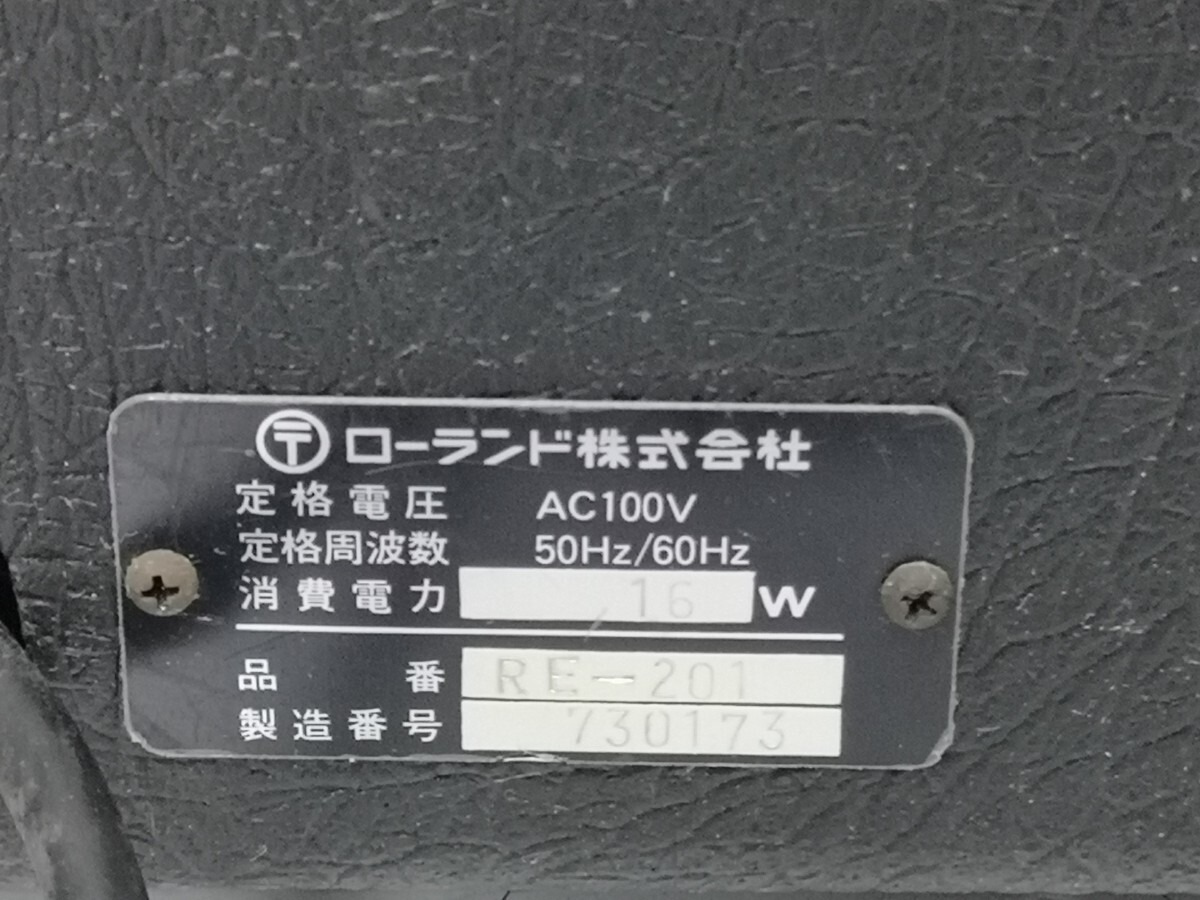 〒 ローランド株式会社
定格電圧 AC100V
定格周波数 50Hz/60Hz
消費電力 16 W
品番 RE-201
製造番号 730173